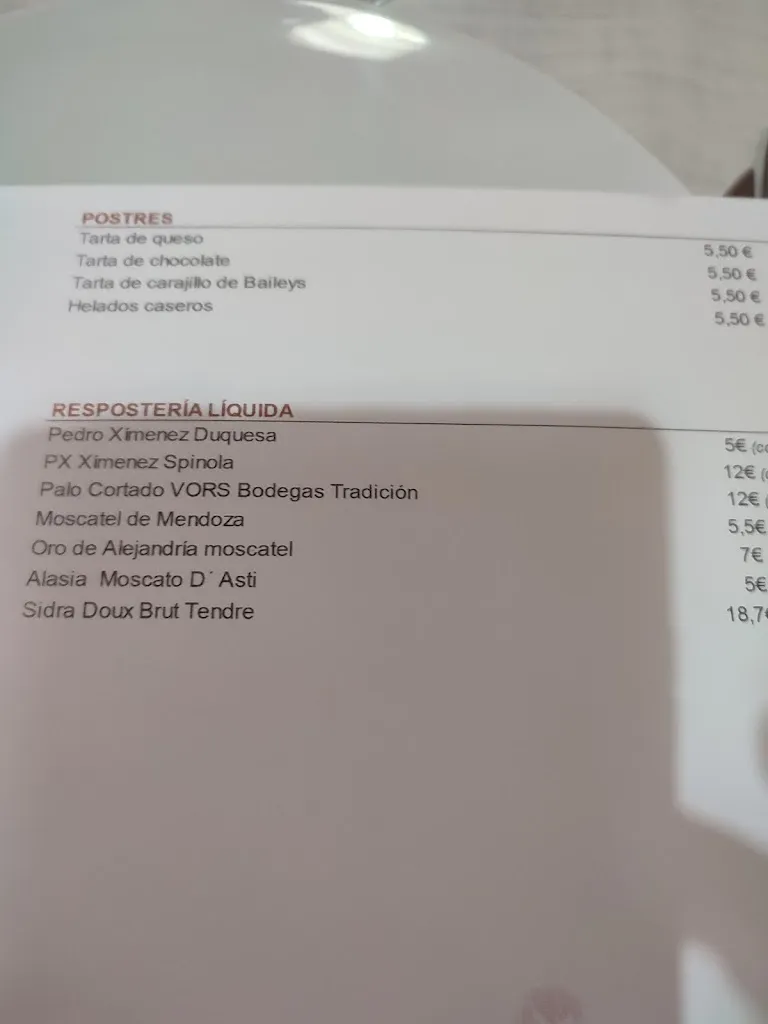 POSTRES
Tarta de queso 5,50 €
Tarta de chocolate 5,50 €
Tarta de carajillo de Baileys 5,50 €
Helados caseros 5,50 €
RESPOSTERÍA LÍQUIDA
Pedro Ximenez Duquesa 5€
PX Ximenez Spinola 12€
Palo Cortado VORS Bodegas Tradición 12€
Moscatel de Mendoza 5,5€
Oro de Alejandría moscatel 7€
Alasia Moscato D´ Asti 5€
Sidra Doux Brut Tendre 18,7€